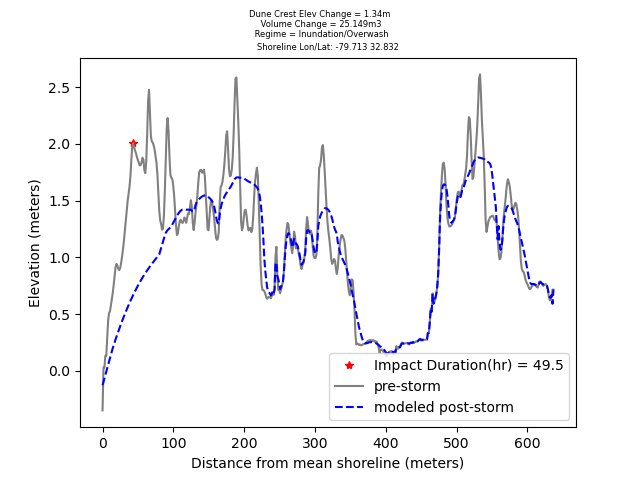 Dune Crest Elev Change = 1.34m
Volume Change = 25.149m3
Regime = Inundation/Overwash
Shoreline Lon/Lat: -79.713 32.832
2.5
2.0
1.5
1.0
0.5
0.0
Elevation (meters)
Impact Duration(hr) = 49.5
pre-storm
modeled post-storm
0 100 200 300 400 500 600
Distance from mean shoreline (meters)